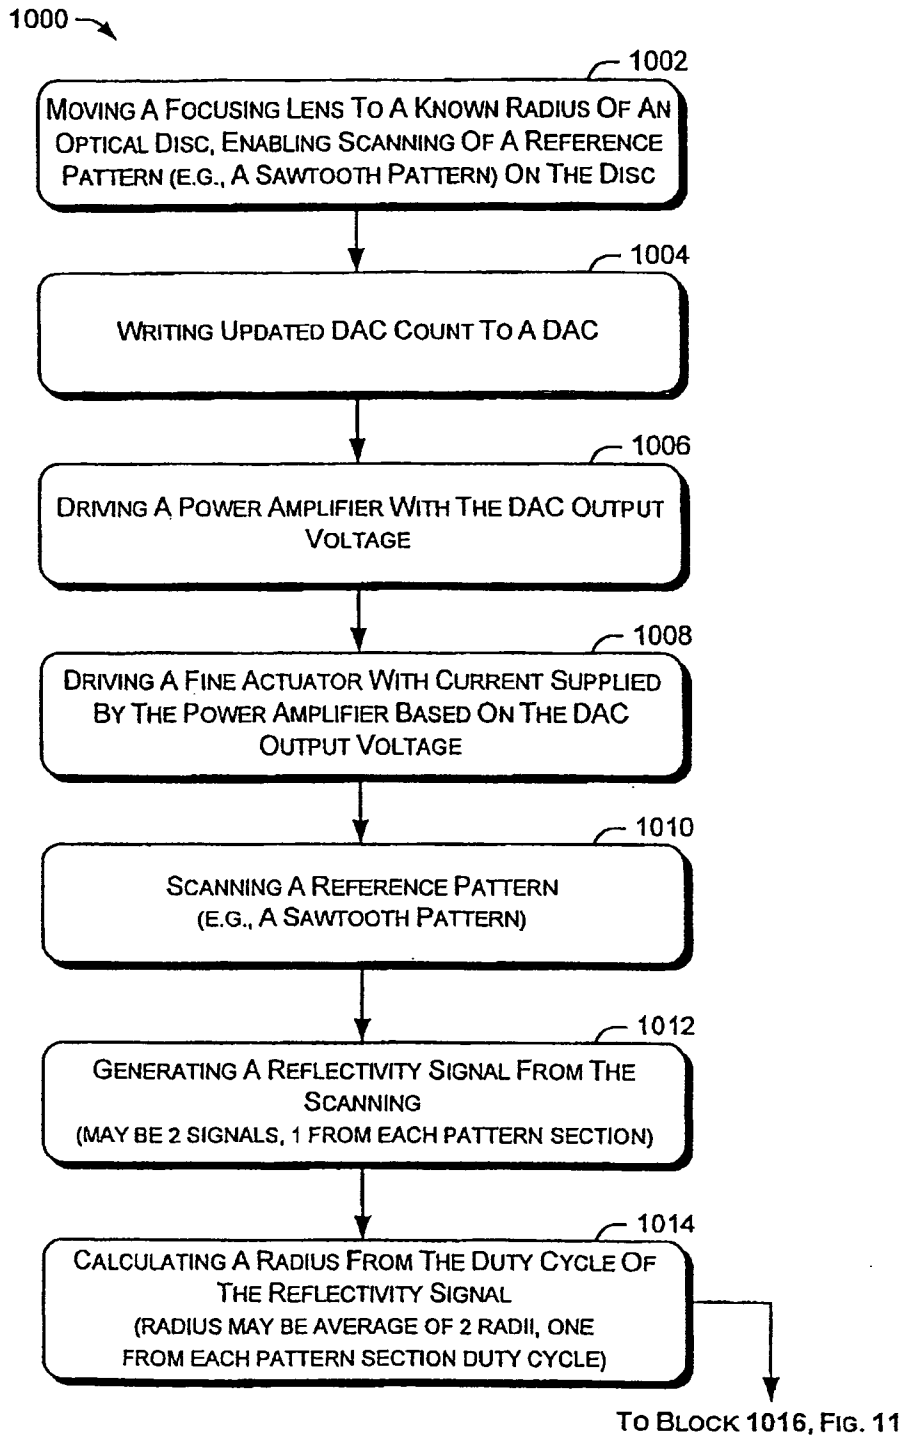 1000
1002
MOVING A FOCUSING LENS TO A KNOWN RADIUS OF AN
OPTICAL DISC, ENABLING SCANNING OF A REFERENCE
PATTERN (E.G., A SAWTOOTH PATTERN) ON THE DISC
1004
WRITING UPDATED DAC COUNT TO A DAC
1006
DRIVING A POWER AMPLIFIER WITH THE DAC OUTPUT
VOLTAGE
1008
DRIVING A FINE ACTUATOR WITH CURRENT SUPPLIED
BY THE POWER AMPLIFIER BASED ON THE DAC
OUTPUT VOLTAGE
1010
SCANNING A REFERENCE PATTERN
(E.G., A SAWTOOTH PATTERN)
1012
GENERATING A REFLECTIVITY SIGNAL FROM THE
SCANNING
(MAY BE 2 SIGNALS, 1 FROM EACH PATTERN SECTION)
1014
CALCULATING A RADIUS FROM THE DUTY CYCLE OF
THE REFLECTIVITY SIGNAL
(RADIUS MAY BE AVERAGE OF 2 RADII, ONE
FROM EACH PATTERN SECTION DUTY CYCLE)
TO BLOCK 1016, FIG. 11